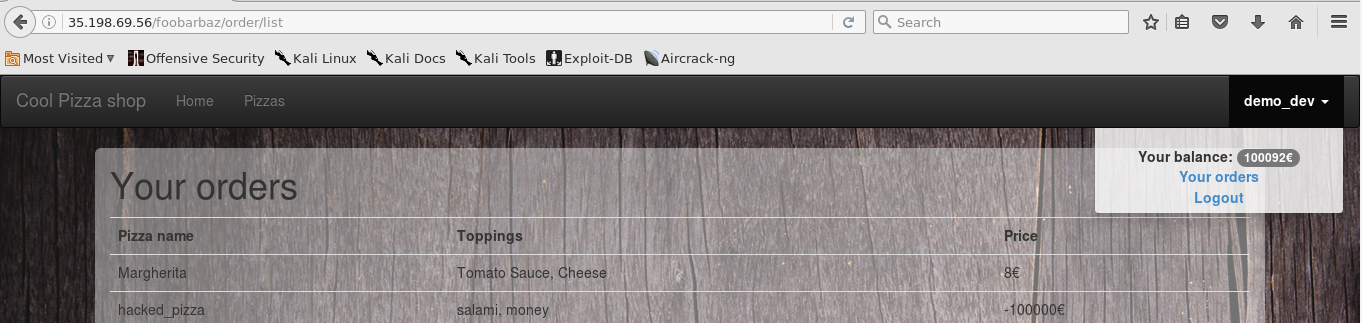 35.198.69.56/foobarbaz/order/list Search
Most Visited Offensive Security Kali Linux Kali Docs Kali Tools Exploit-DB Aircrack-ng
Cool Pizza shop Home Pizzas demo_dev
Your balance: 100092€
Your orders
Logout
Your orders
Pizza name Toppings Price
Margherita Tomato Sauce, Cheese 8€
hacked_pizza salami, money -100000€